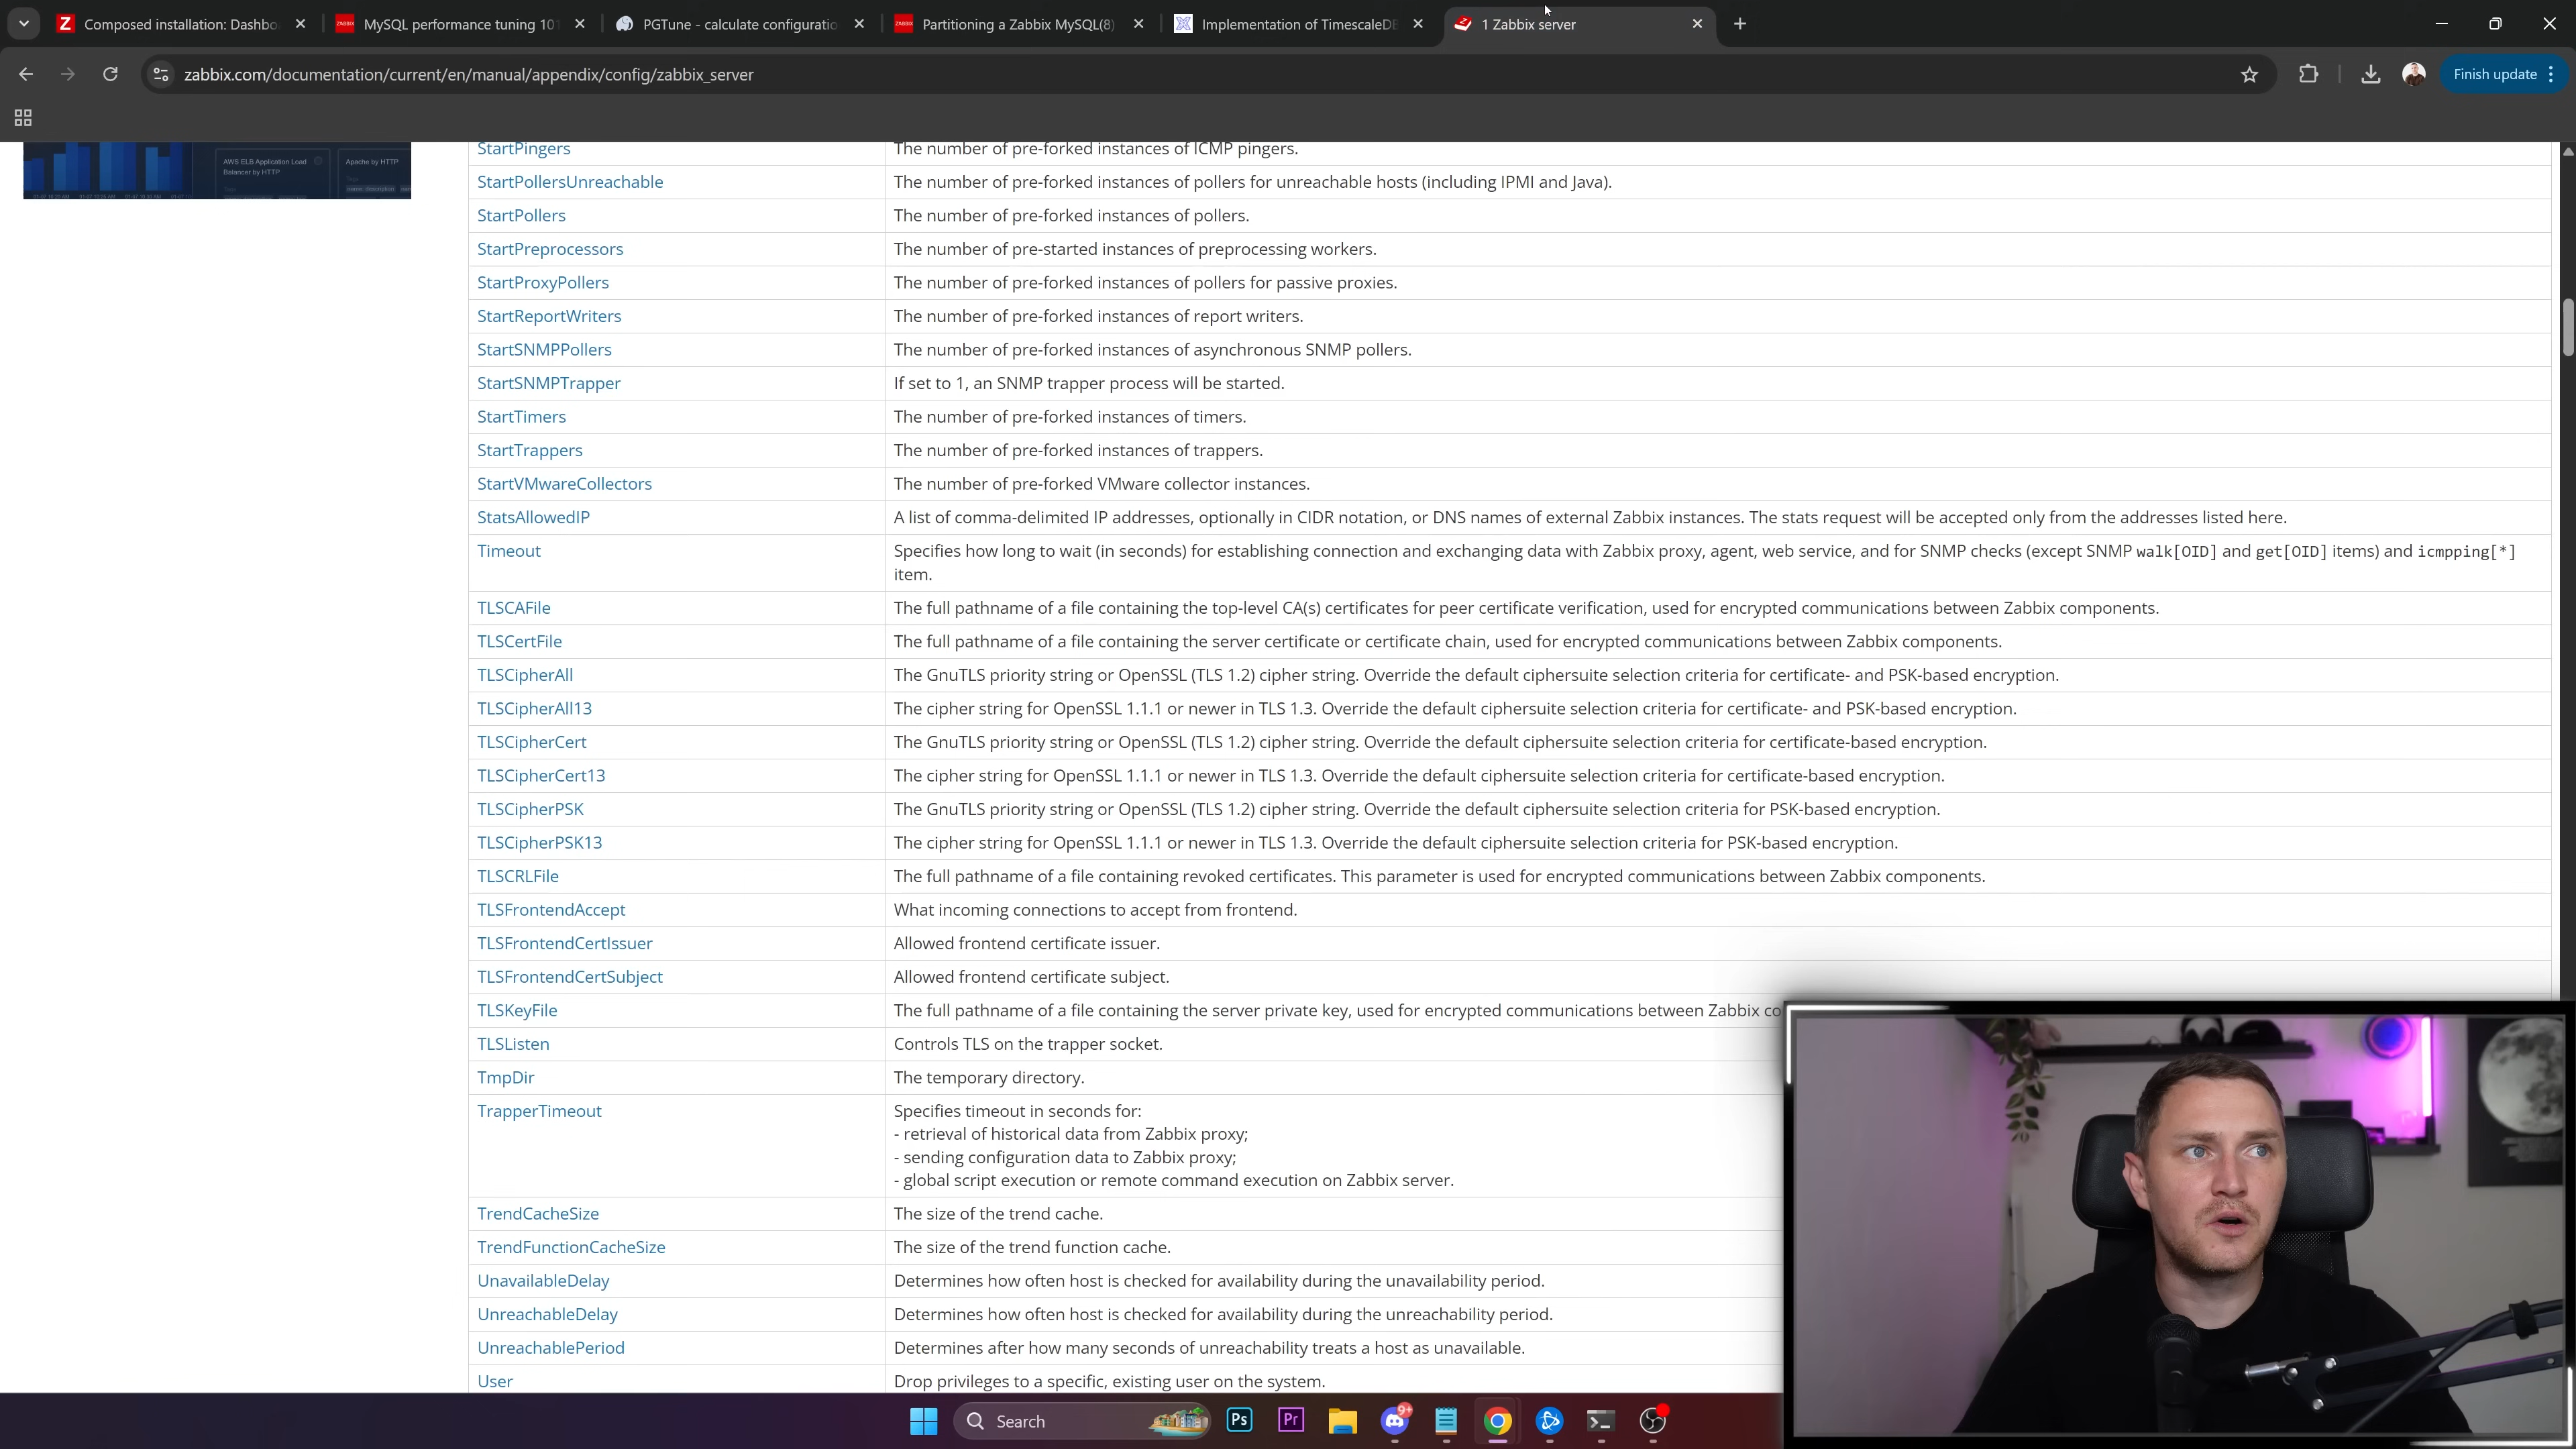 Composed installation: Dashbo
MySQL performance tuning 101
PGTune - calculate configuratio
Partitioning a Zabbix MySQL(8)
Implementation of TimescaleDB
1 Zabbix server
zabbix.com/documentation/current/en/manual/appendix/config/zabbix_server
Finish update
AWS ELB Application Load
Balancer by HTTP
Apache by HTTP
StartPingers The number of pre-forked instances of ICMP pingers.
StartPollersUnreachable The number of pre-forked instances of pollers for unreachable hosts (including IPMI and Java).
StartPollers The number of pre-forked instances of pollers.
StartPreprocessors The number of pre-started instances of preprocessing workers.
StartProxyPollers The number of pre-forked instances of pollers for passive proxies.
StartReportWriters The number of pre-forked instances of report writers.
StartSNMPPollers The number of pre-forked instances of asynchronous SNMP pollers.
StartSNMPTrapper If set to 1, an SNMP trapper process will be started.
StartTimers The number of pre-forked instances of timers.
StartTrappers The number of pre-forked instances of trappers.
StartVMwareCollectors The number of pre-forked VMware collector instances.
StatsAllowedIP A list of comma-delimited IP addresses, optionally in CIDR notation, or DNS names of external Zabbix instances. The stats request will be accepted only from the addresses listed here.
Timeout Specifies how long to wait (in seconds) for establishing connection and exchanging data with Zabbix proxy, agent, web service, and for SNMP checks (except SNMP walk[OID] and get[OID] items) and icmpping[*]
item.
TLSCAFile The full pathname of a file containing the top-level CA(s) certificates for peer certificate verification, used for encrypted communications between Zabbix components.
TLSCertFile The full pathname of a file containing the server certificate or certificate chain, used for encrypted communications between Zabbix components.
TLSCipherAll The GnuTLS priority string or OpenSSL (TLS 1.2) cipher string. Override the default ciphersuite selection criteria for certificate- and PSK-based encryption.
TLSCipherAll13 The cipher string for OpenSSL 1.1.1 or newer in TLS 1.3. Override the default ciphersuite selection criteria for certificate- and PSK-based encryption.
TLSCipherCert The GnuTLS priority string or OpenSSL (TLS 1.2) cipher string. Override the default ciphersuite selection criteria for certificate-based encryption.
TLSCipherCert13 The cipher string for OpenSSL 1.1.1 or newer in TLS 1.3. Override the default ciphersuite selection criteria for certificate-based encryption.
TLSCipherPSK The GnuTLS priority string or OpenSSL (TLS 1.2) cipher string. Override the default ciphersuite selection criteria for PSK-based encryption.
TLSCipherPSK13 The cipher string for OpenSSL 1.1.1 or newer in TLS 1.3. Override the default ciphersuite selection criteria for PSK-based encryption.
TLSCRLFile The full pathname of a file containing revoked certificates. This parameter is used for encrypted communications between Zabbix components.
TLSFrontendAccept What incoming connections to accept from frontend.
TLSFrontendCertIssuer Allowed frontend certificate issuer.
TLSFrontendCertSubject Allowed frontend certificate subject.
TLSKeyFile The full pathname of a file containing the server private key, used for encrypted communications between Zabbix co
TLSListen Controls TLS on the trapper socket.
TmpDir The temporary directory.
TrapperTimeout Specifies timeout in seconds for:
- retrieval of historical data from Zabbix proxy;
- sending configuration data to Zabbix proxy;
- global script execution or remote command execution on Zabbix server.
TrendCacheSize The size of the trend cache.
TrendFunctionCacheSize The size of the trend function cache.
UnavailableDelay Determines how often host is checked for availability during the unavailability period.
UnreachableDelay Determines how often host is checked for availability during the unreachability period.
UnreachablePeriod Determines after how many seconds of unreachability treats a host as unavailable.
User Drop privileges to a specific, existing user on the system.
Search
Ps
Pr
9+